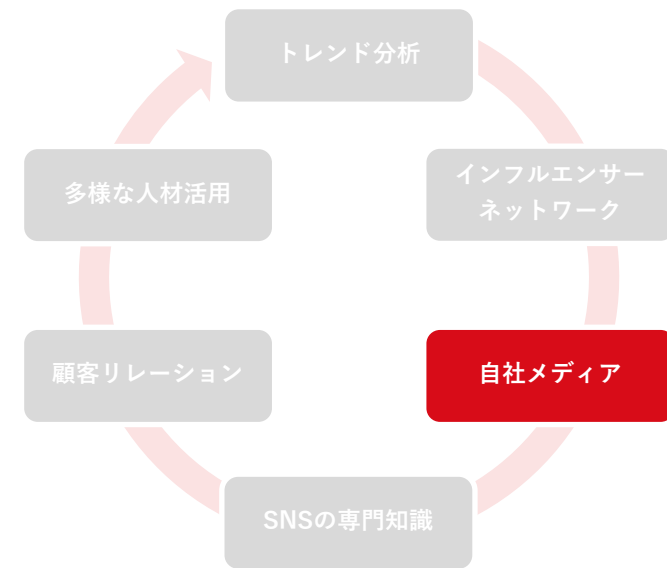 トレンド分析
インフルエンサー
ネットワーク
自社メディア
SNSの専門知識
顧客リレーション
多様な人材活用